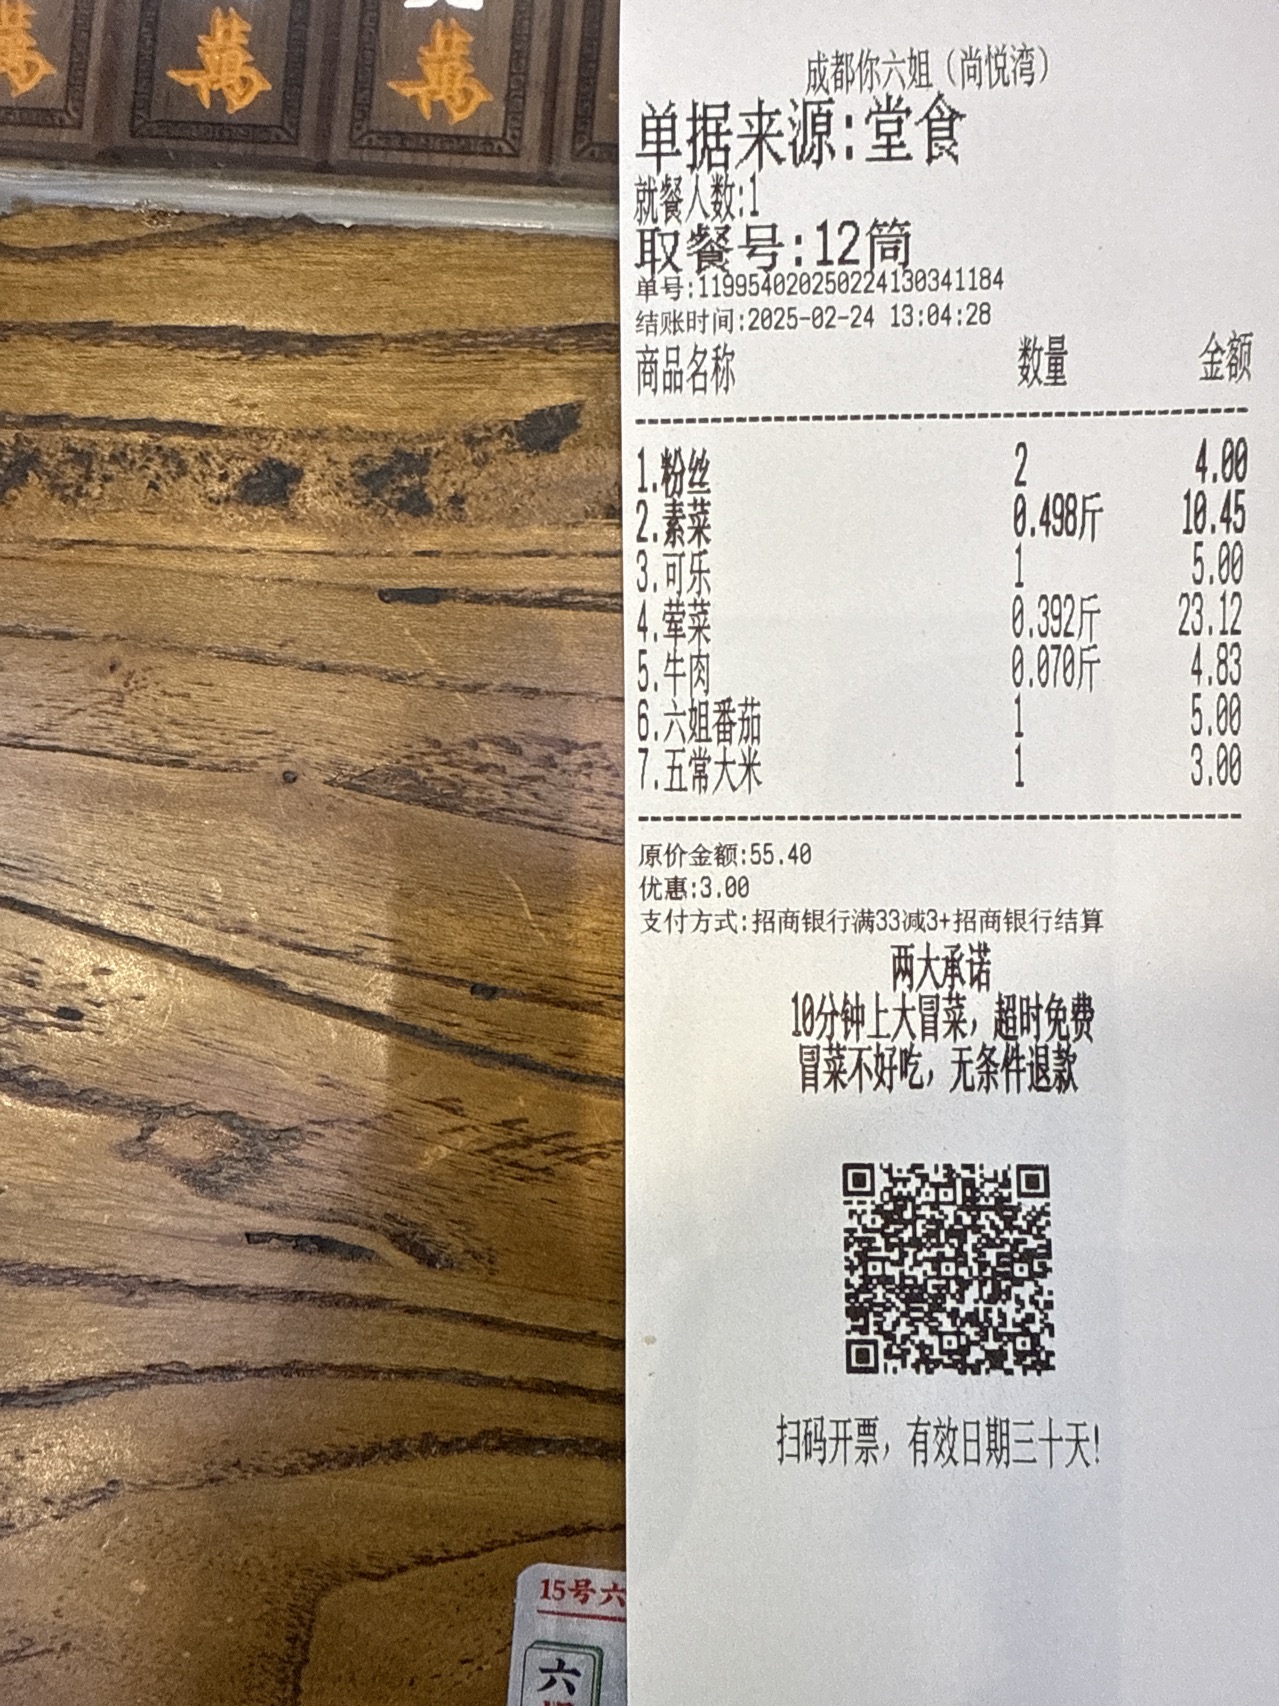 萬
萬
萬
成都你六姐（尚悦湾）
单据来源:堂食
就餐人数:1
取餐号:12筒
单号:119954020250224130341184
结账时间:2025-02-24 13:04:28
商品名称 数量 金额
1.粉丝 2 4.00
2.素菜 0.498斤 10.45
3.可乐 1 5.00
4.荤菜 0.392斤 23.12
5.牛肉 0.070斤 4.83
6.六姐番茄 1 5.00
7.五常大米 1 3.00
原价金额:55.40
优惠:3.00
支付方式:招商银行满33减3+招商银行结算
两大承诺
10分钟上大冒菜，超时免费
冒菜不好吃，无条件退款
扫码开票，有效日期三十天!
15号六
六